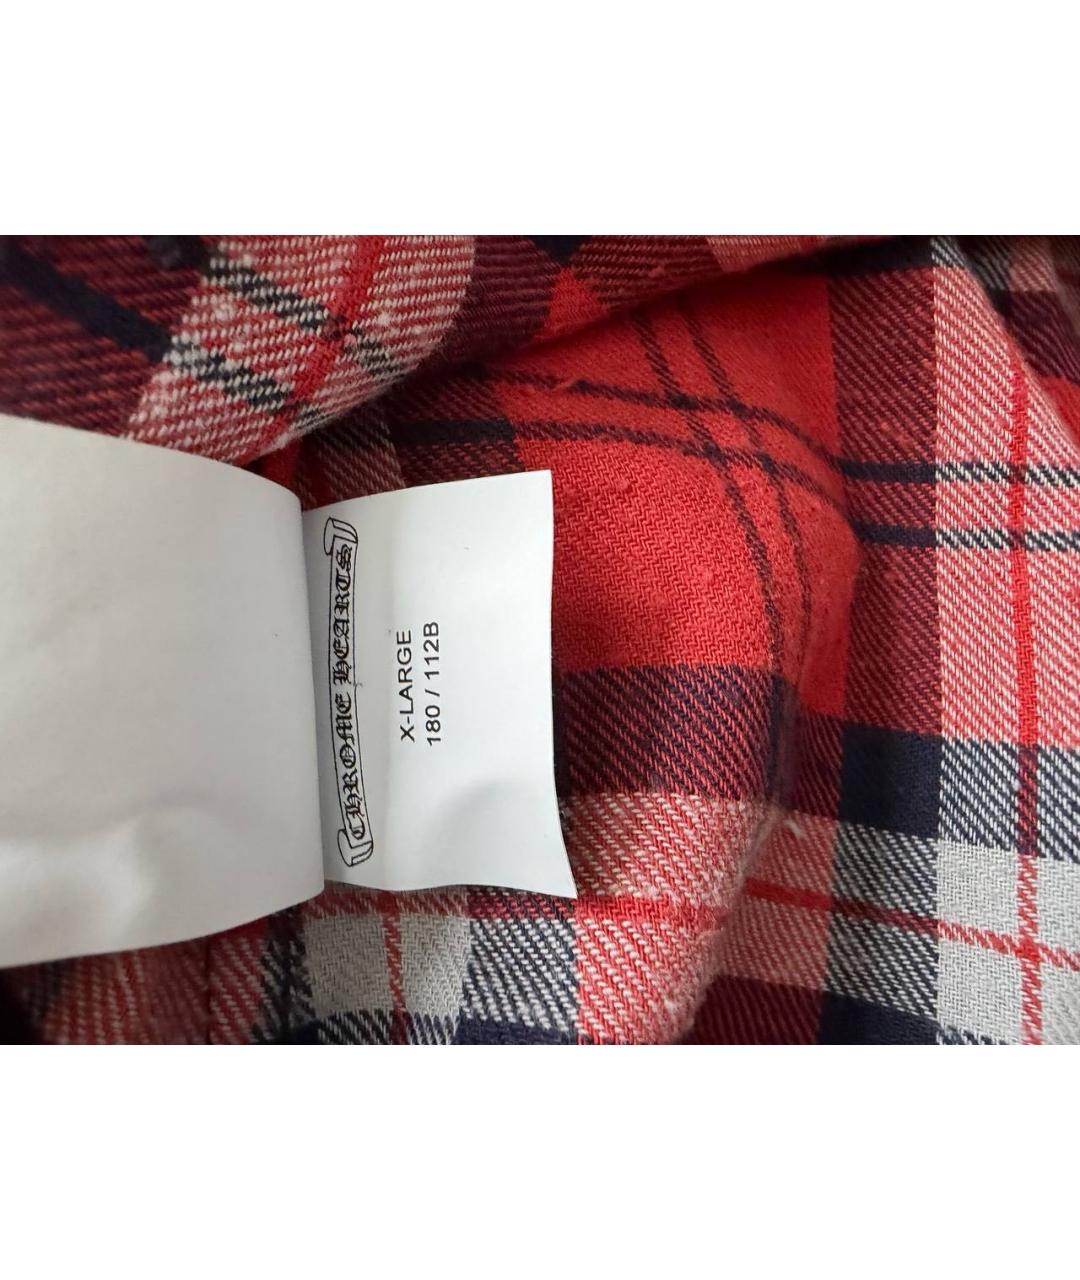 CHROME HEARTS
X-LARGE
180 / 112B